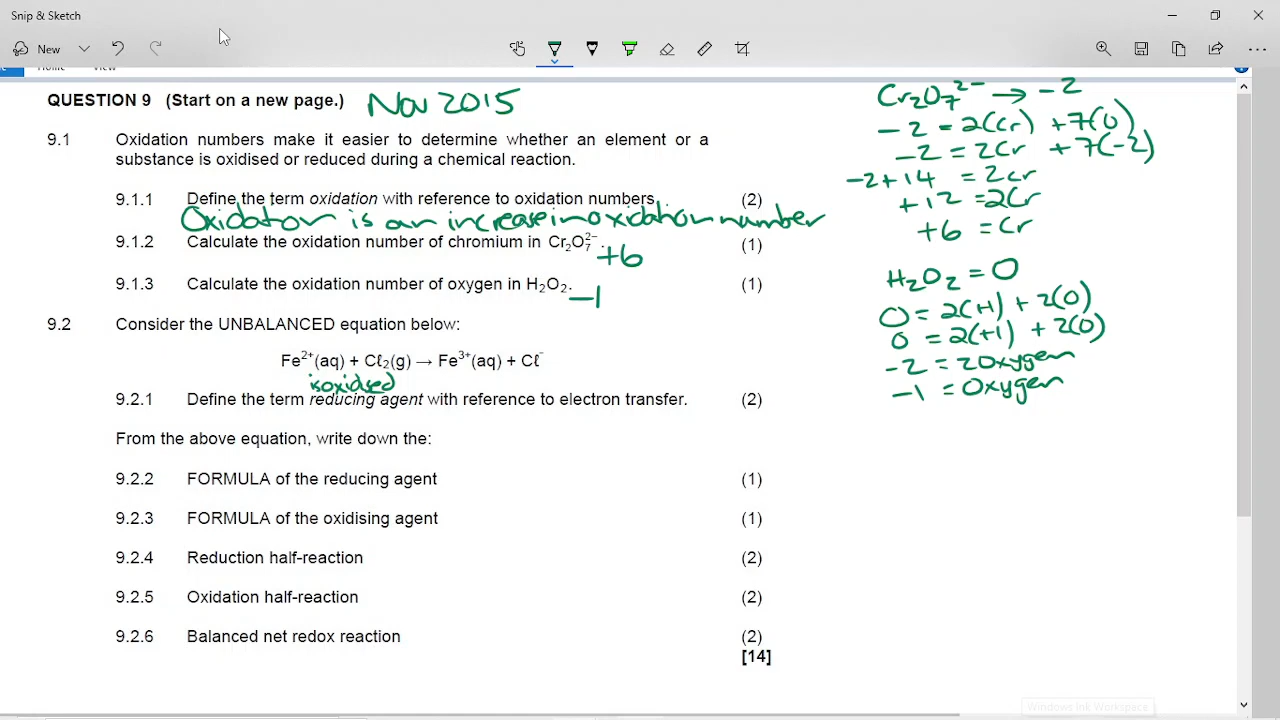 Snip & Sketch
New
QUESTION 9 (Start on a new page.) Nov 2015
9.1 Oxidation numbers make it easier to determine whether an element or a
substance is oxidised or reduced during a chemical reaction.
9.1.1 Define the term oxidation with reference to oxidation numbers. (2)
Oxidation is an increase in oxidation number
9.1.2 Calculate the oxidation number of chromium in Cr₂O₇²⁻. (1)
+6
9.1.3 Calculate the oxidation number of oxygen in H₂O₂. (1)
-1
9.2 Consider the UNBALANCED equation below:
Fe²⁺(aq) + Cℓ₂(g) → Fe³⁺(aq) + Cℓ⁻
is oxidised
9.2.1 Define the term reducing agent with reference to electron transfer. (2)
From the above equation, write down the:
9.2.2 FORMULA of the reducing agent (1)
9.2.3 FORMULA of the oxidising agent (1)
9.2.4 Reduction half-reaction (2)
9.2.5 Oxidation half-reaction (2)
9.2.6 Balanced net redox reaction (2)
[14]
Cr₂O₇²⁻ → -2
-2 = 2(Cr) + 7(O)
-2 = 2Cr + 7(-2)
-2+14 = 2Cr
+12 = 2Cr
+6 = Cr
H₂O₂ = 0
0 = 2(+1) + 2(O)
0 = 2(+1) + 2(O)
-2 = 2Oxygen
-1 = Oxygen
Windows Ink Workspace